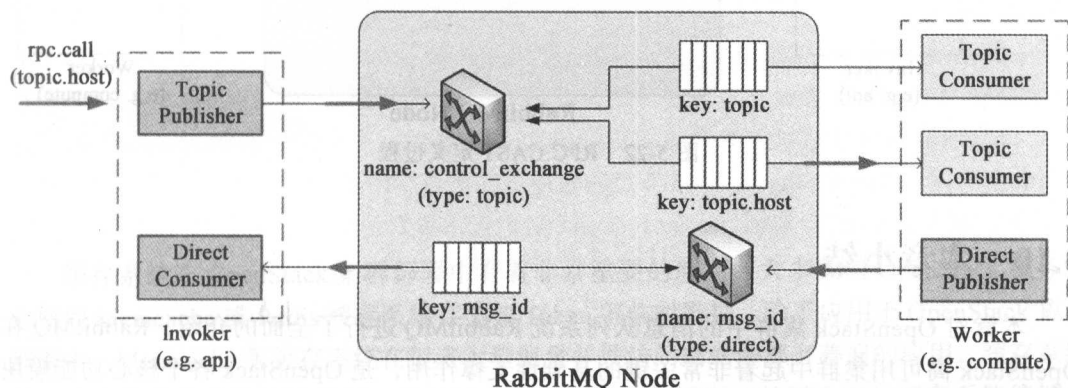 rpc.call
(topic.host)
Topic
Publisher
name: control_exchange
(type: topic)
key: topic
key: topic.host
Topic
Consumer
Topic
Consumer
Direct
Consumer
key: msg_id
name: msg_id
(type: direct)
Direct
Publisher
Invoker
(e.g. api)
Worker
(e.g. compute)
RabbitMQ Node